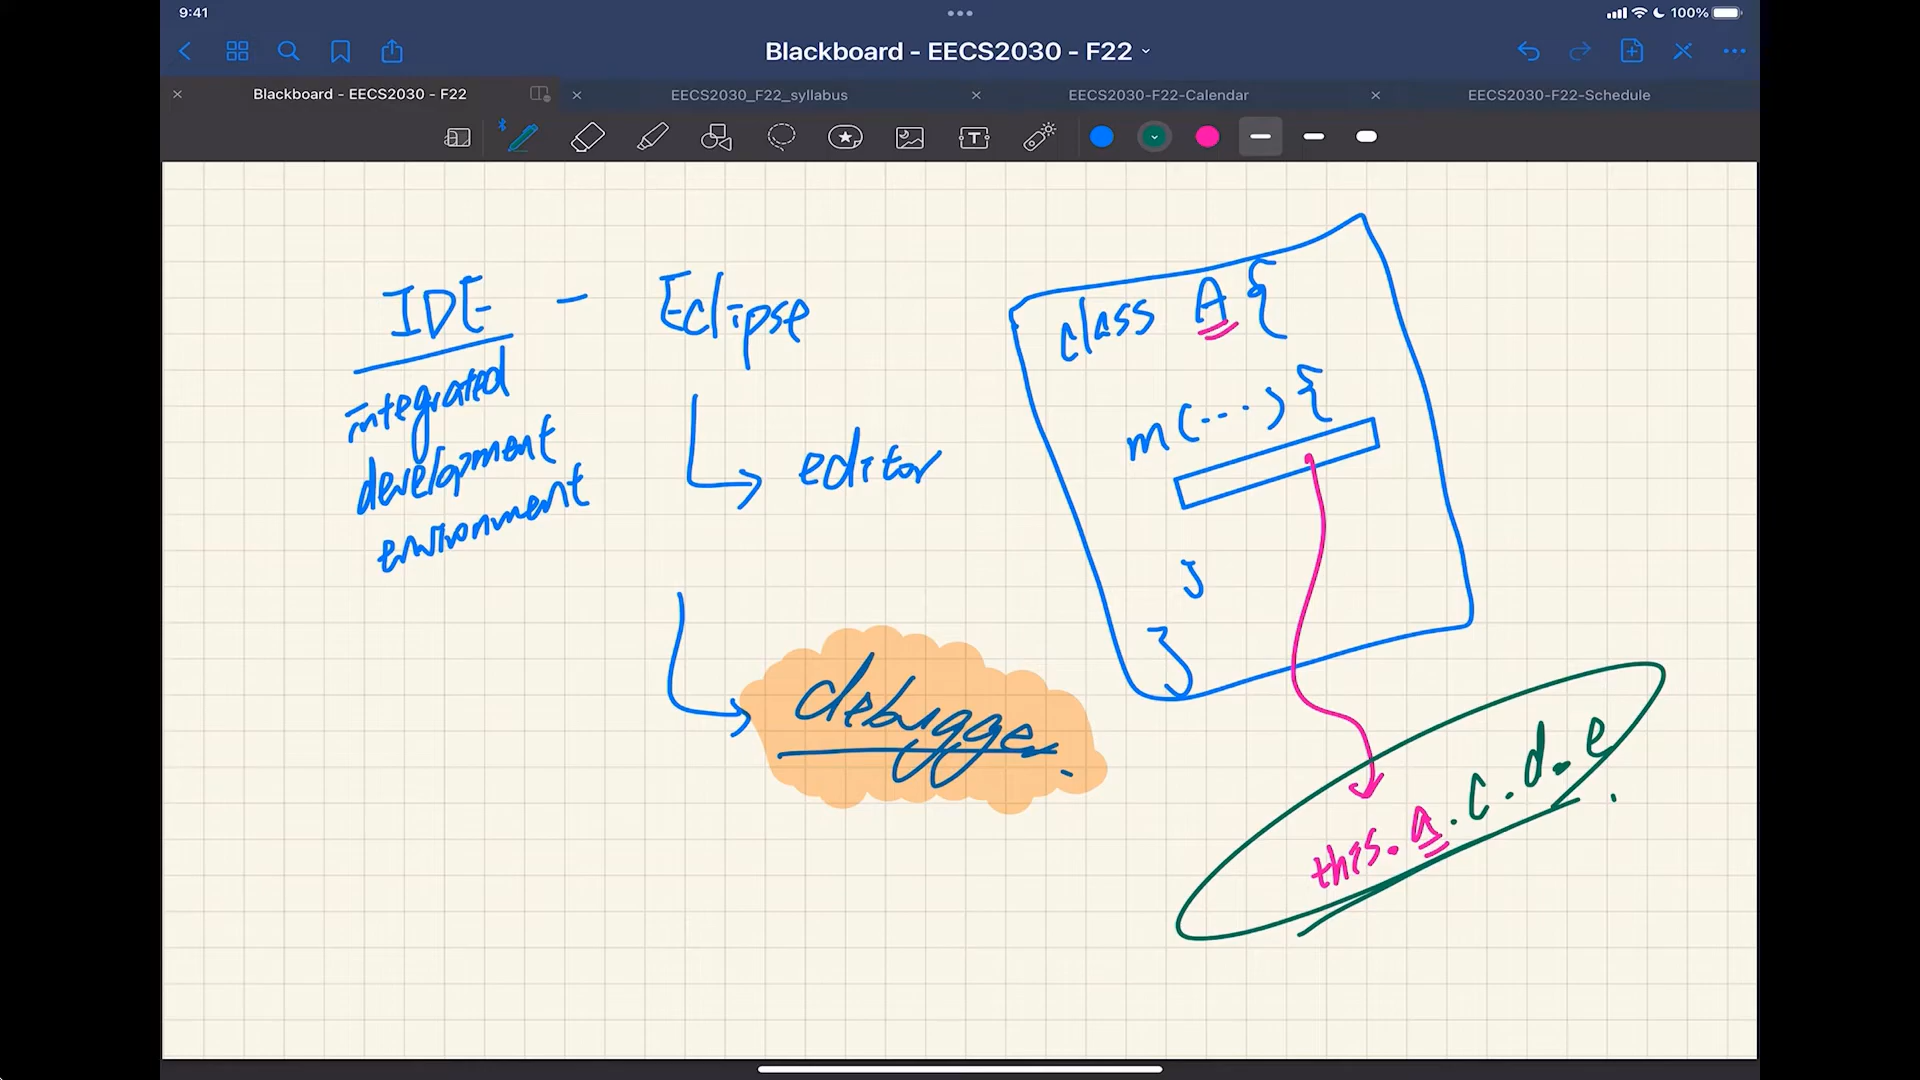 9:41
100%
Blackboard - EECS2030 - F22
Blackboard - EECS2030 - F22
EECS2030_F22_syllabus
EECS2030-F22-Calendar
EECS2030-F22-Schedule
IDE - Eclipse
integrated
development
environment
editor
debugger.
class A {
m(...) {
}
}
this.a.c.d.e.